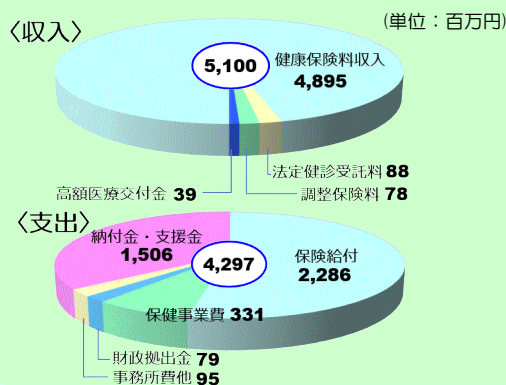 〈収入〉
(単位：百万円)
5,100
健康保険料収入
4,895
法定健診受託料 88
高額医療交付金 39
調整保険料 78
〈支出〉
納付金・支援金
1,506
4,297
保険給付
2,286
保健事業費 331
財政拠出金 79
事務所費他 95